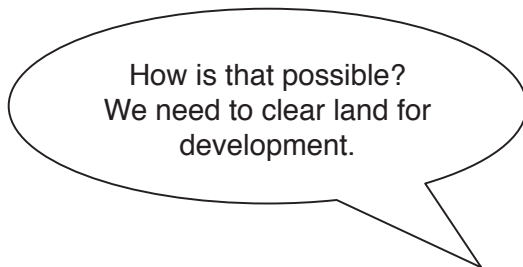 How is that possible?
We need to clear land for
development.